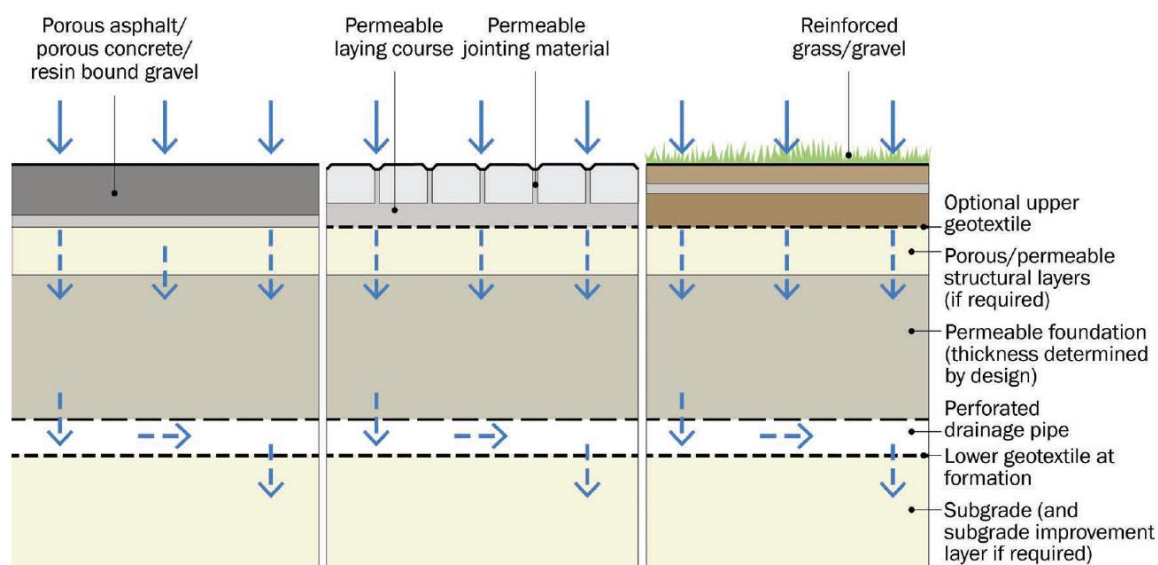 Porous asphalt/
porous concrete/
resin bound gravel
Permeable
laying course
Permeable
jointing material
Reinforced
grass/gravel
Optional upper
geotextile
Porous/permeable
structural layers
(if required)
Permeable foundation
(thickness determined
by design)
Perforated
drainage pipe
Lower geotextile at
formation
Subgrade (and
subgrade improvement
layer if required)